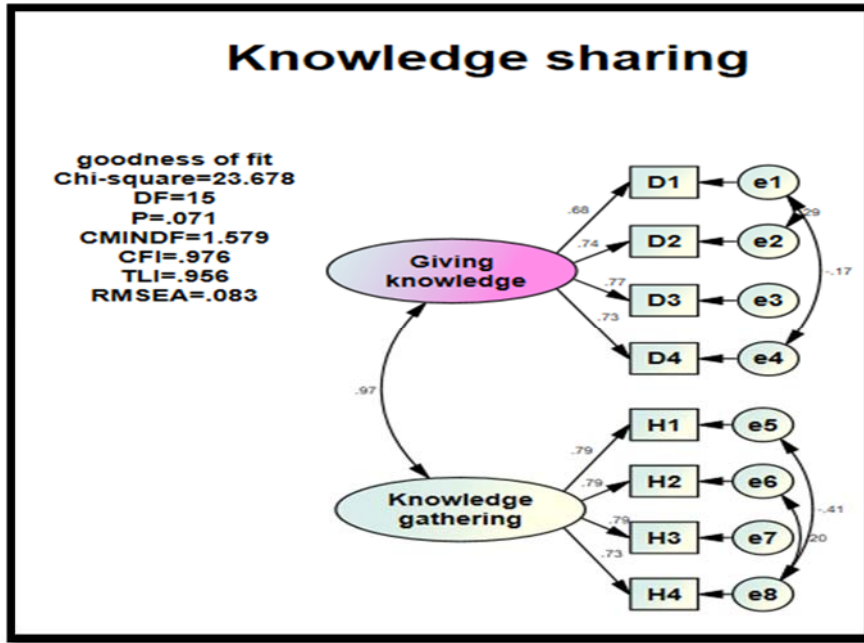 Knowledge sharing
goodness of fit
Chi-square=23.678
DF=15
P=.071
CMINDF=1.579
CFI=.976
TLI=.956
RMSEA=.083
Giving
knowledge
.68
.74
.77
.73
D1
e1
D2
e2
D3
e3
D4
e4
.29
-.17
.97
Knowledge
gathering
.79
.79
.79
.73
H1
e5
H2
e6
H3
e7
H4
e8
-.41
.20